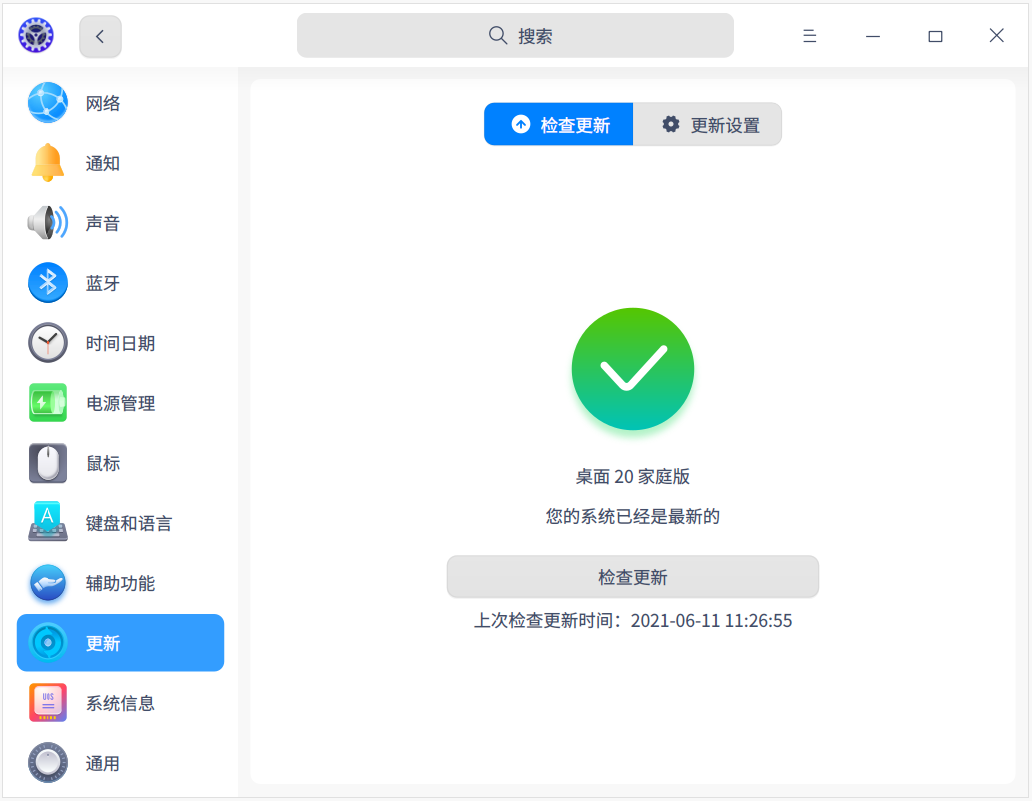 搜索
网络
通知
声音
蓝牙
时间日期
电源管理
鼠标
键盘和语言
辅助功能
更新
系统信息
通用
检查更新
更新设置
桌面 20 家庭版
您的系统已经是最新的
检查更新
上次检查更新时间：2021-06-11 11:26:55